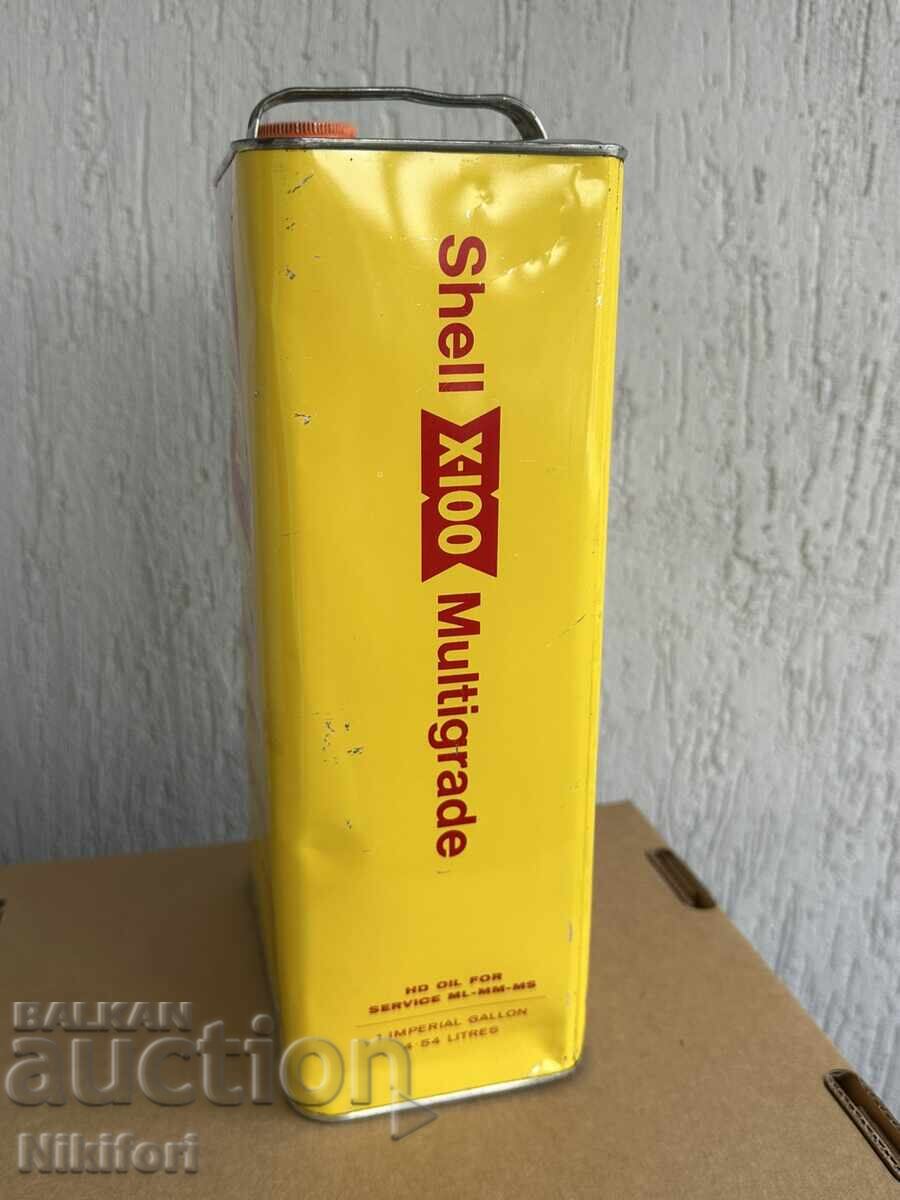 Shell X-100 Multigrade
HD OIL FOR
SERVICE ML-MM-MS
1 IMPERIAL GALLON
4·54 LITRES
BALKAN
auction
Nikifori